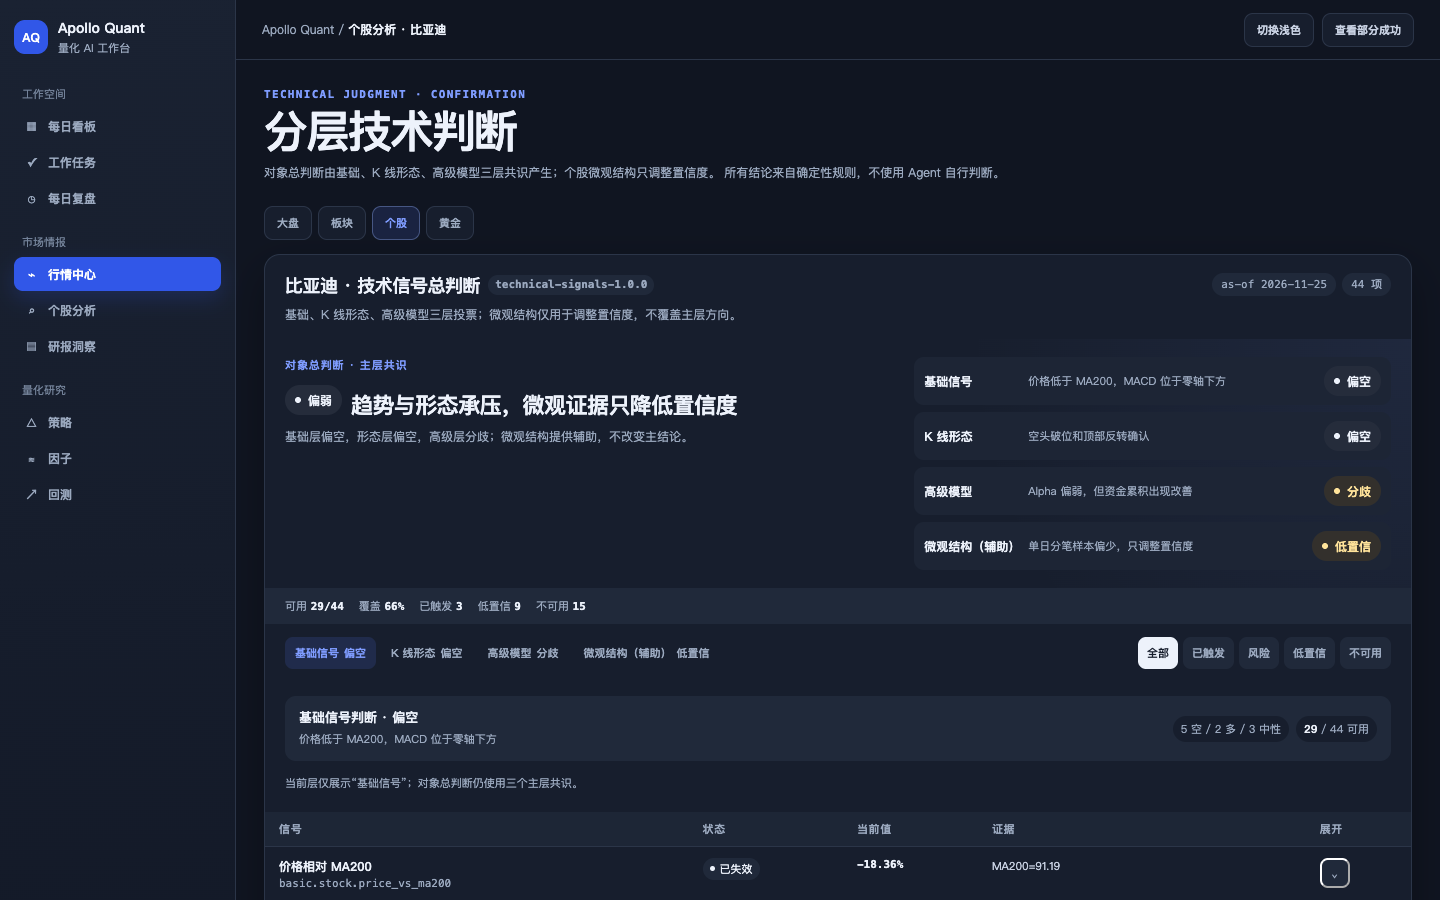 AQ
Apollo Quant
量化 AI 工作台
Apollo Quant / 个股分析 · 比亚迪
切换浅色
查看部分成功
工作空间
每日看板
工作任务
每日复盘
市场情报
行情中心
个股分析
研报洞察
量化研究
策略
因子
回测
TECHNICAL JUDGMENT · CONFIRMATION
分层技术判断
对象总判断由基础、K 线形态、高级模型三层共识产生；个股微观结构只调整置信度。 所有结论来自确定性规则，不使用 Agent 自行判断。
大盘
板块
个股
黄金
比亚迪 · 技术信号总判断 technical-signals-1.0.0
as-of 2026-11-25
44 项
基础、K 线形态、高级模型三层投票；微观结构仅用于调整置信度，不覆盖主层方向。
对象总判断 · 主层共识
偏弱 趋势与形态承压，微观证据只降低置信度
基础层偏空，形态层偏空，高级层分歧；微观结构提供辅助，不改变主结论。
基础信号 价格低于 MA200，MACD 位于零轴下方 偏空
K 线形态 空头破位和顶部反转确认 偏空
高级模型 Alpha 偏弱，但资金累积出现改善 分歧
微观结构（辅助） 单日分笔样本偏少，只调整置信度 低置信
可用 29/44 覆盖 66% 已触发 3 低置信 9 不可用 15
基础信号 偏空 K 线形态 偏空 高级模型 分歧 微观结构（辅助） 低置信
全部 已触发 风险 低置信 不可用
基础信号判断 · 偏空
价格低于 MA200，MACD 位于零轴下方
5 空 / 2 多 / 3 中性 29 / 44 可用
当前层仅展示“基础信号”；对象总判断仍使用三个主层共识。
信号 状态 当前值 证据 展开
价格相对 MA200 已失效 −18.36% MA200=91.19
basic.stock.price_vs_ma200